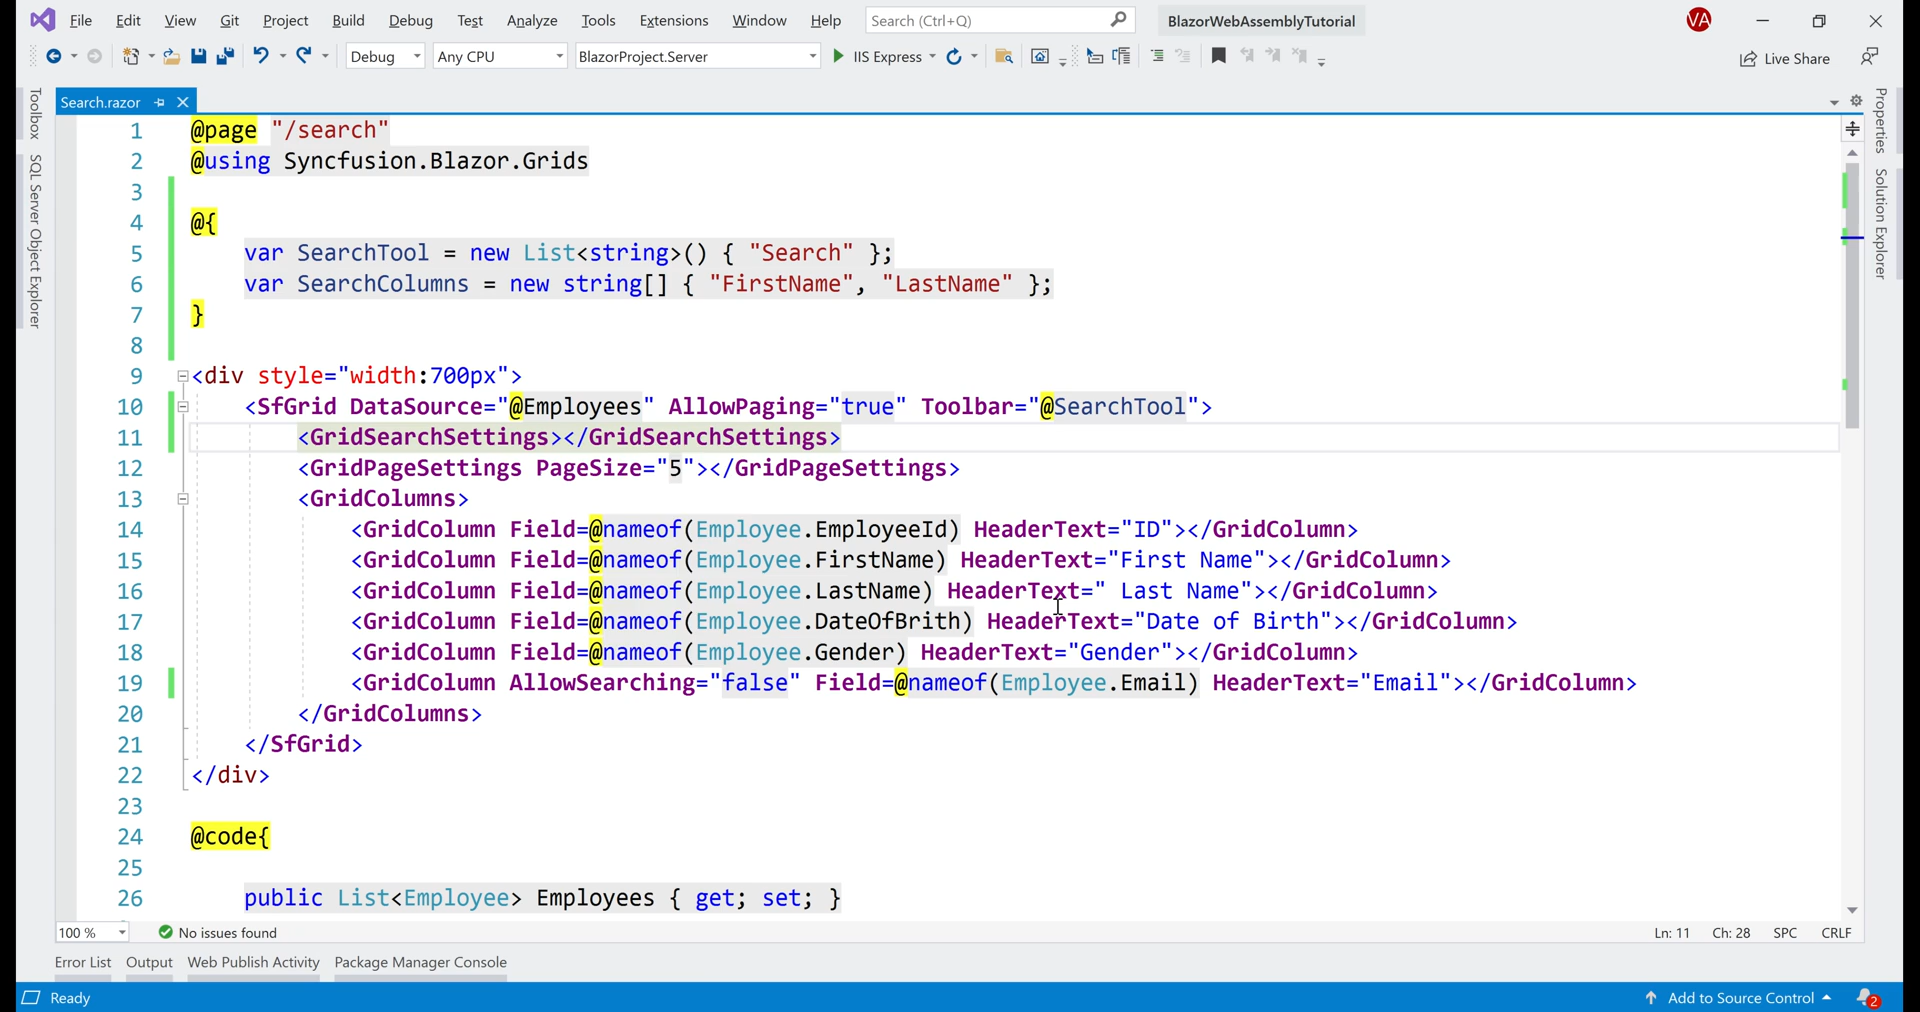 File Edit View Git Project Build Debug Test Analyze Tools Extensions Window Help Search (Ctrl+Q) BlazorWebAssemblyTutorial VA
Debug Any CPU BlazorProject.Server IIS Express Live Share
Search.razor
Toolbox
SQL Server Object Explorer
Properties
Solution Explorer
1 @page "/search"
2 @using Syncfusion.Blazor.Grids
3
4 @{
5 var SearchTool = new List<string>() { "Search" };
6 var SearchColumns = new string[] { "FirstName", "LastName" };
7 }
8
9 <div style="width:700px">
10 <SfGrid DataSource="@Employees" AllowPaging="true" Toolbar="@SearchTool">
11 <GridSearchSettings></GridSearchSettings>
12 <GridPageSettings PageSize="5"></GridPageSettings>
13 <GridColumns>
14 <GridColumn Field=@nameof(Employee.EmployeeId) HeaderText="ID"></GridColumn>
15 <GridColumn Field=@nameof(Employee.FirstName) HeaderText="First Name"></GridColumn>
16 <GridColumn Field=@nameof(Employee.LastName) HeaderText=" Last Name"></GridColumn>
17 <GridColumn Field=@nameof(Employee.DateOfBrith) HeaderText="Date of Birth"></GridColumn>
18 <GridColumn Field=@nameof(Employee.Gender) HeaderText="Gender"></GridColumn>
19 <GridColumn AllowSearching="false" Field=@nameof(Employee.Email) HeaderText="Email"></GridColumn>
20 </GridColumns>
21 </SfGrid>
22 </div>
23
24 @code{
25
26 public List<Employee> Employees { get; set; }
100 % No issues found Ln: 11 Ch: 28 SPC CRLF
Error List Output Web Publish Activity Package Manager Console
Ready Add to Source Control 2